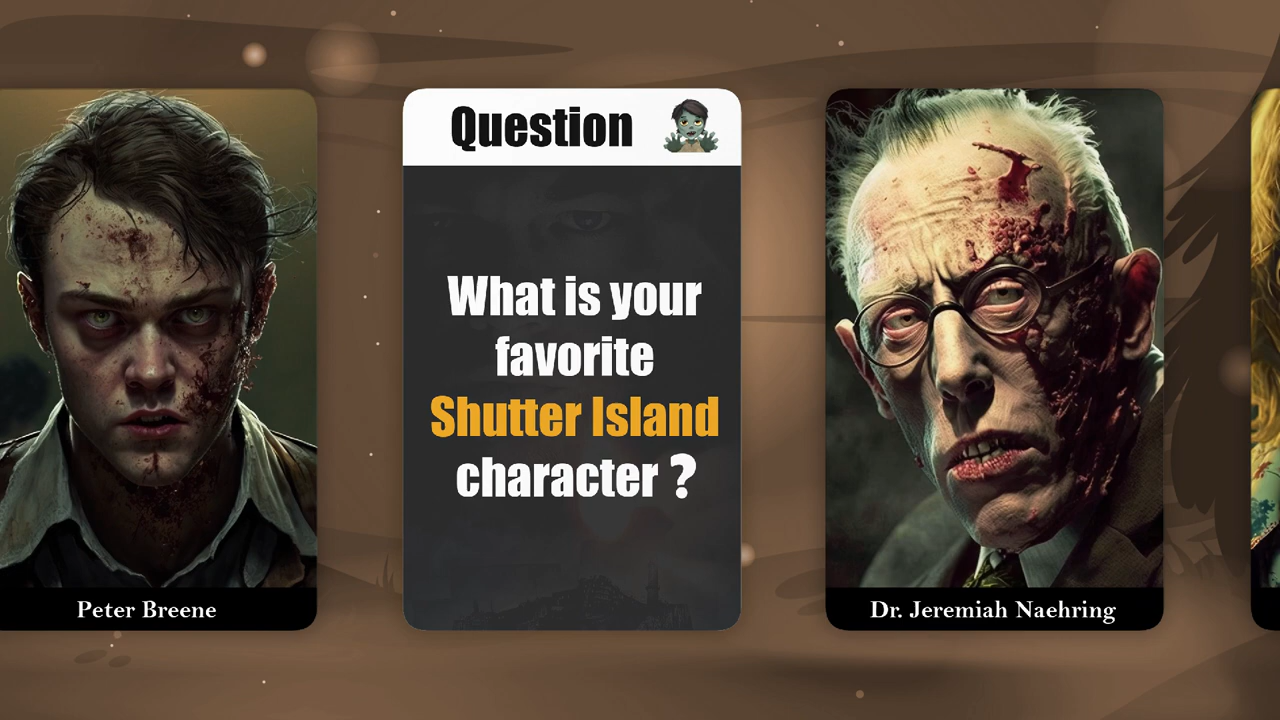 Question
What is your
favorite
Shutter Island
character ?
Peter Breene
Dr. Jeremiah Naehring